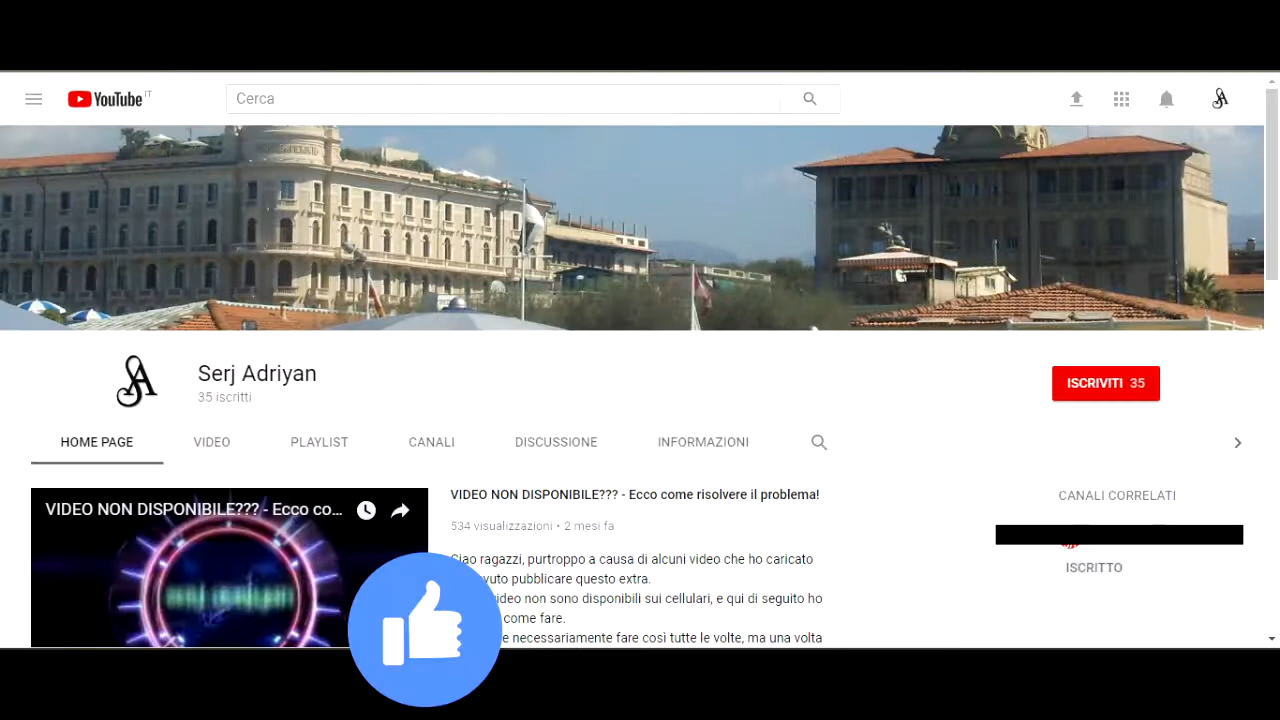 YouTube IT
Cerca
Serj Adriyan
35 iscritti
ISCRIVITI 35
HOME PAGE
VIDEO
PLAYLIST
CANALI
DISCUSSIONE
INFORMAZIONI
VIDEO NON DISPONIBILE??? - Ecco co...
VIDEO NON DISPONIBILE??? - Ecco come risolvere il problema!
534 visualizzazioni • 2 mesi fa
Ciao ragazzi, purtroppo a causa di alcuni video che ho caricato
pubblicare questo extra.
non sono disponibili sui cellulari, e qui di seguito ho
come fare.
necessariamente fare così tutte le volte, ma una volta
CANALI CORRELATI
ISCRITTO